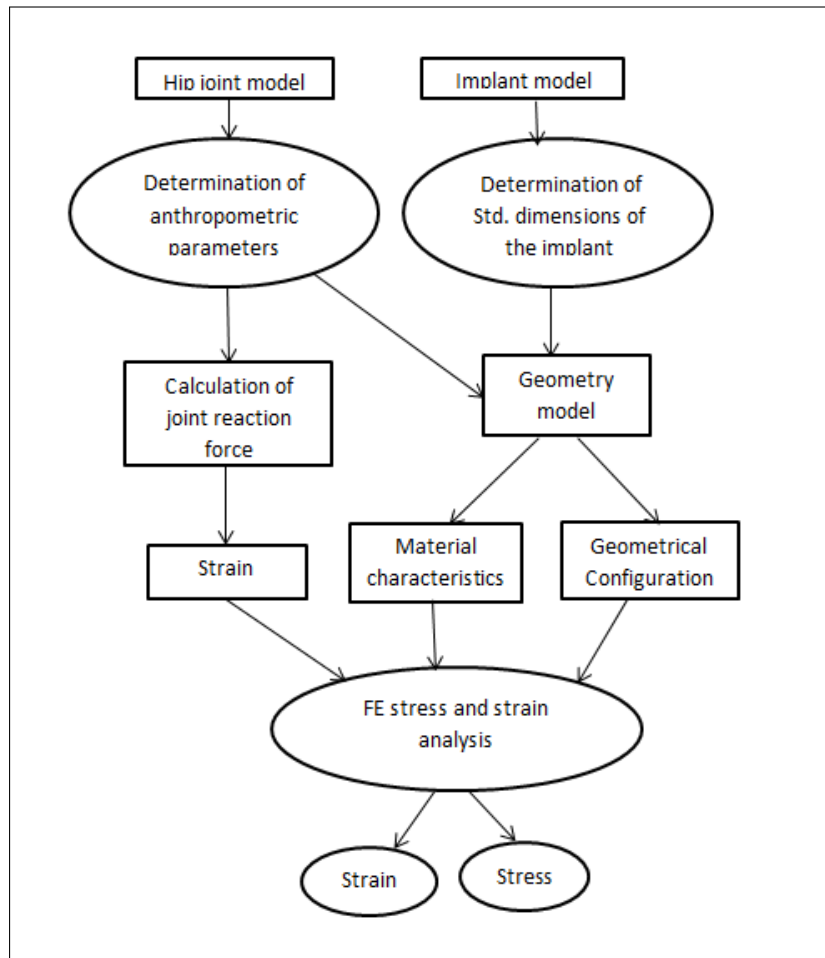 Hip joint model
Implant model
Determination of
anthropometric
parameters
Determination of
Std. dimensions of
the implant
Calculation of
joint reaction
force
Geometry
model
Strain
Material
characteristics
Geometrical
Configuration
FE stress and strain
analysis
Strain
Stress